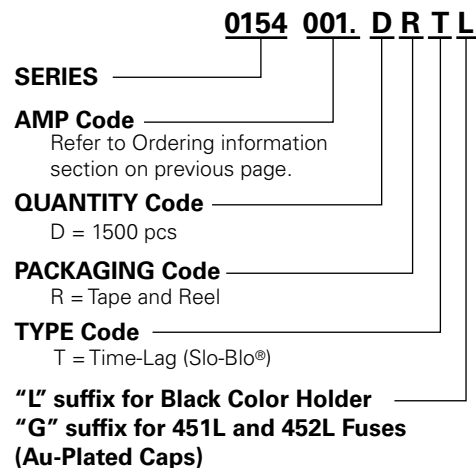 0154 001. D R T L
SERIES
AMP Code
Refer to Ordering information
section on previous page.
QUANTITY Code
D = 1500 pcs
PACKAGING Code
R = Tape and Reel
TYPE Code
T = Time-Lag (Slo-Blo®)
“L” suffix for Black Color Holder
“G” suffix for 451L and 452L Fuses
(Au-Plated Caps)